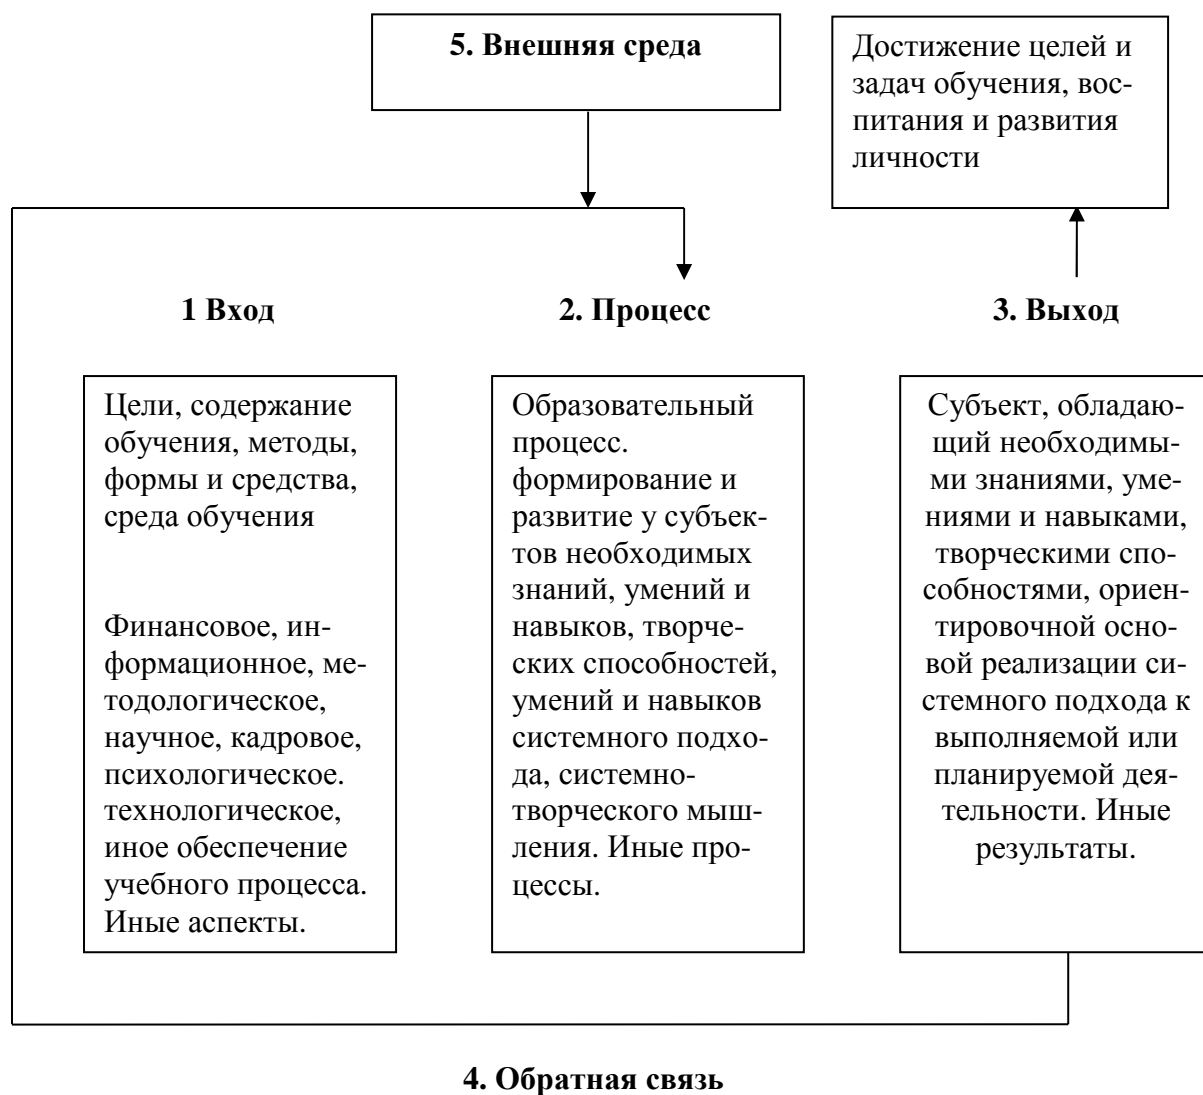 5. Внешняя среда
Достижение целей и
задач обучения, вос-
питания и развития
личности
1 Вход
2. Процесс
3. Выход
Цели, содержание
обучения, методы,
формы и средства,
среда обучения
Финансовое, ин-
формационное, ме-
тодологическое,
научное, кадровое,
психологическое.
технологическое,
иное обеспечение
учебного процесса.
Иные аспекты.
Образовательный
процесс.
формирование и
развитие у субъек-
тов необходимых
знаний, умений и
навыков, творче-
ских способностей,
умений и навыков
системного подхо-
да, системно-
творческого мыш-
ления. Иные про-
цессы.
Субъект, обладаю-
щий необходимы-
ми знаниями, уме-
ниями и навыками,
творческими спо-
собностями, ориен-
тировочной осно-
вой реализации си-
стемного подхода к
выполняемой или
планируемой дея-
тельности. Иные
результаты.
4. Обратная связь